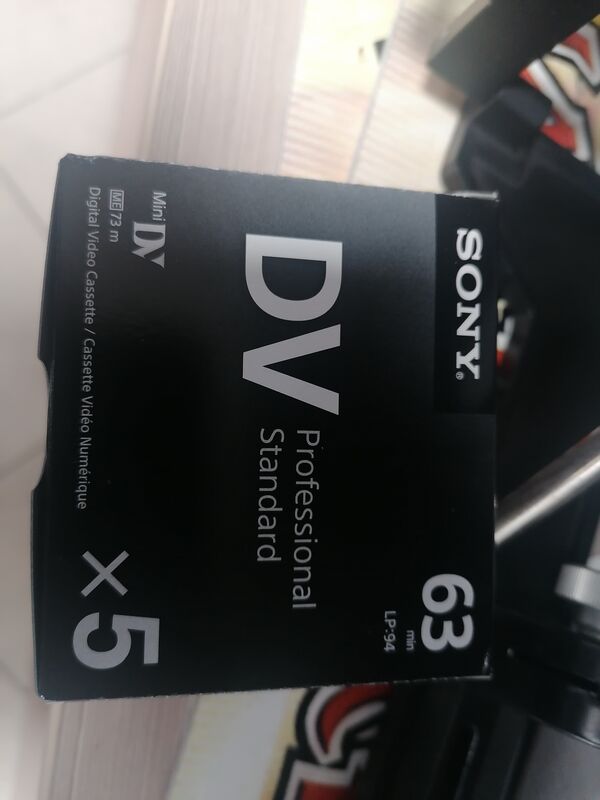 SONY®
63
min
LP:94
DV
Professional
Standard
Mini DV
ME 73 m
Digital Video Cassette / Cassette Vidéo Numérique
× 5